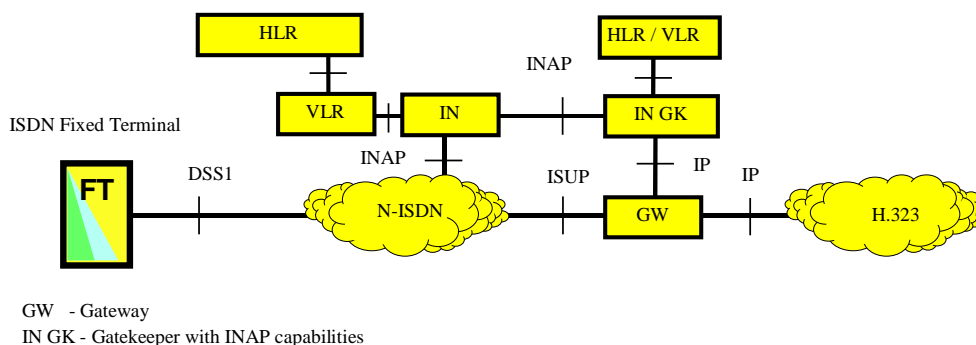 HLR
HLR / VLR
INAP
VLR
IN
IN GK
ISDN Fixed Terminal
INAP
IP
IP
DSS1
ISUP
FT
N-ISDN
GW
H.323
GW - Gateway
IN GK - Gatekeeper with INAP capabilities